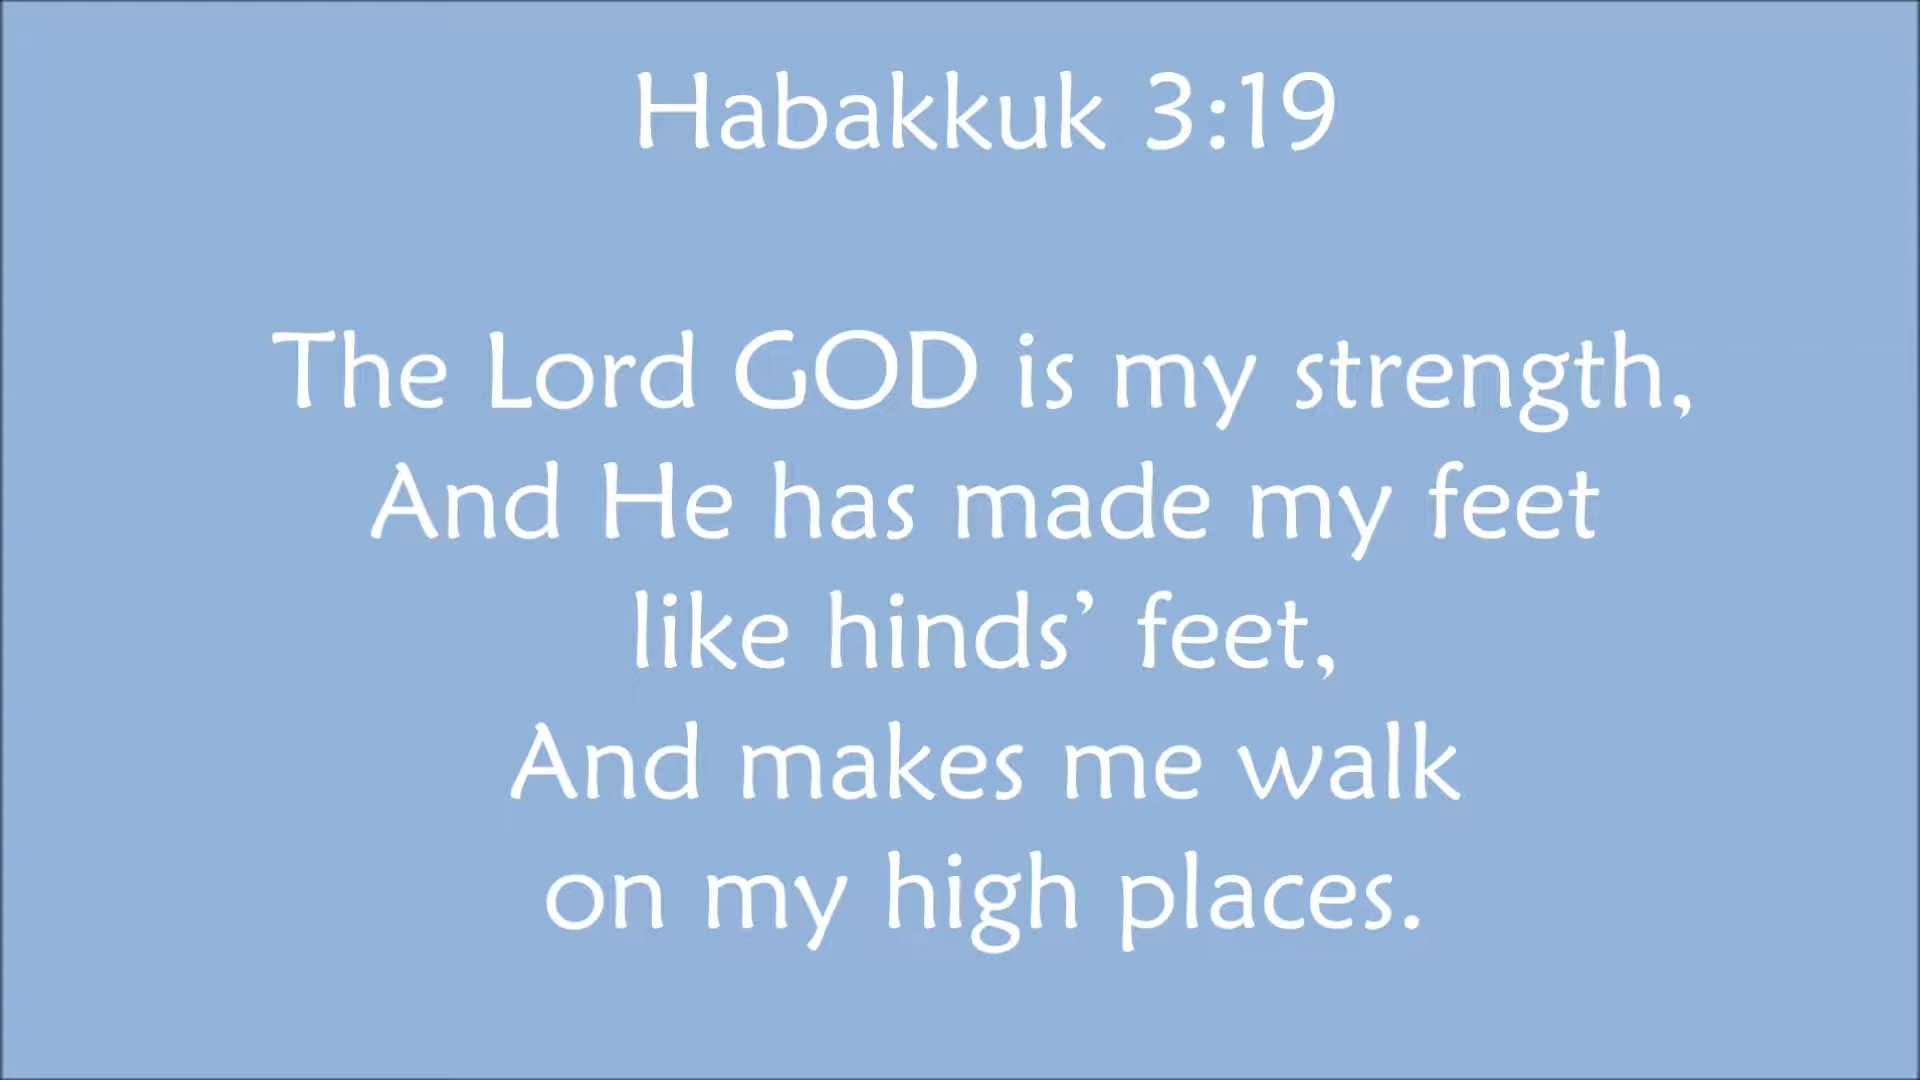 Habakkuk 3:19
The Lord GOD is my strength,
And He has made my feet
like hinds’ feet,
And makes me walk
on my high places.